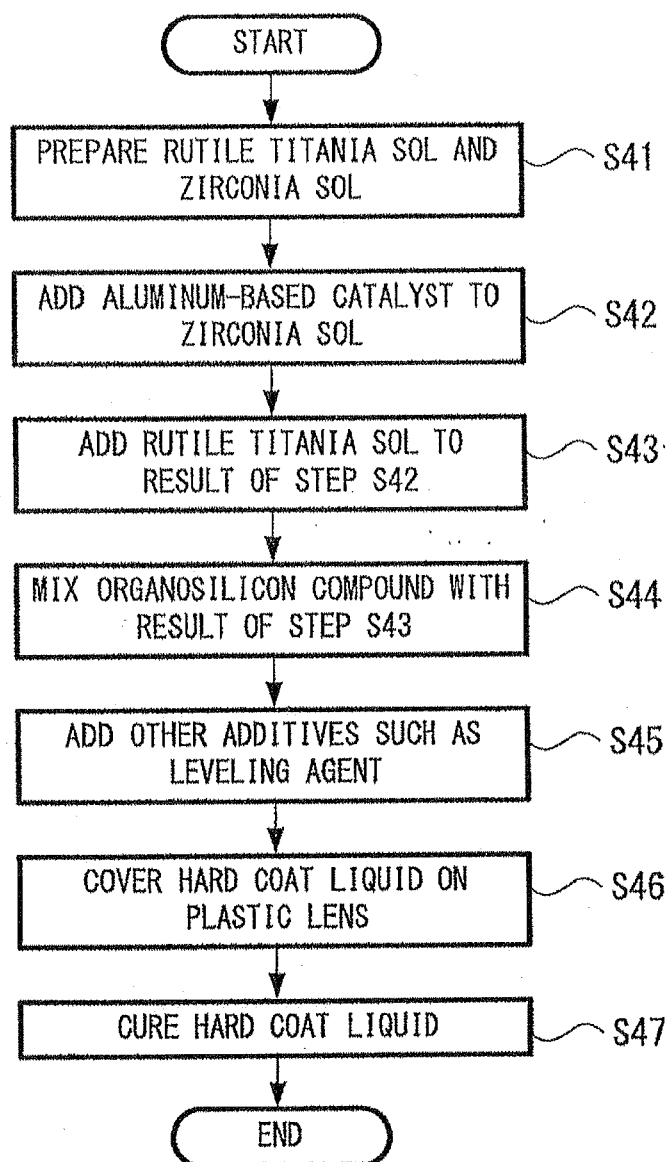 START
PREPARE RUTILE TITANIA SOL AND
ZIRCONIA SOL
S41
ADD ALUMINUM-BASED CATALYST TO
ZIRCONIA SOL
S42
ADD RUTILE TITANIA SOL TO
RESULT OF STEP S42
S43
MIX ORGANOSILICON COMPOUND WITH
RESULT OF STEP S43
S44
ADD OTHER ADDITIVES SUCH AS
LEVELING AGENT
S45
COVER HARD COAT LIQUID ON
PLASTIC LENS
S46
CURE HARD COAT LIQUID
S47
END